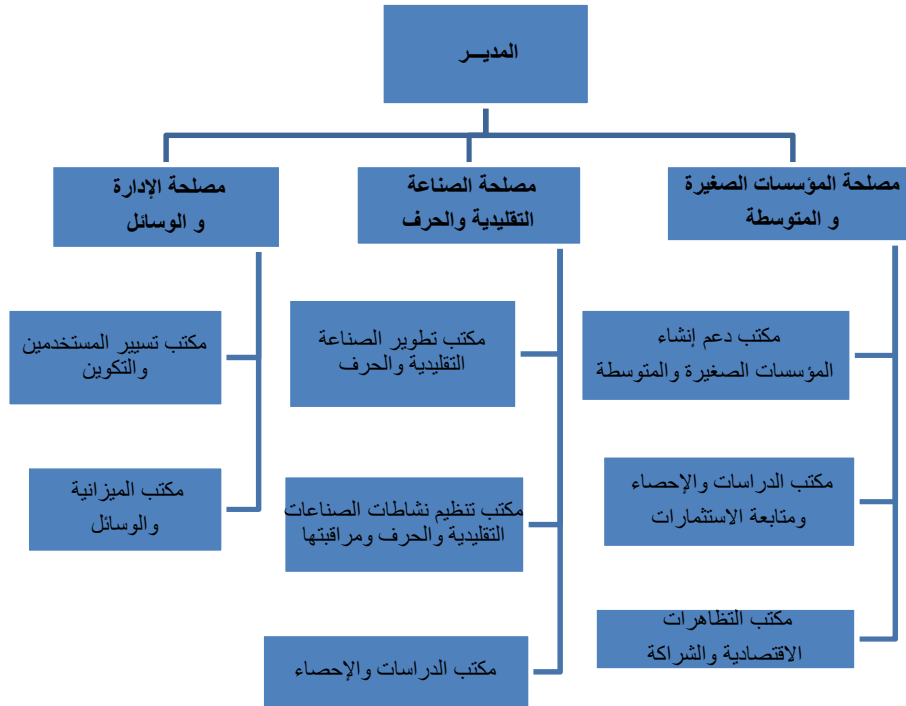 المديـــر
مصلحة المؤسسات الصغيرة
و المتوسطة
مصلحة الصناعة
التقليدية والحرف
مصلحة الإدارة
و الوسائل
مكتب دعم إنشاء
المؤسسات الصغيرة والمتوسطة
مكتب الدراسات والإحصاء
ومتابعة الاستثمارات
مكتب التظاهرات
الاقتصادية والشراكة
مكتب تطوير الصناعة
التقليدية والحرف
مكتب تنظيم نشاطات الصناعات
التقليدية والحرف ومراقبتها
مكتب الدراسات والإحصاء
مكتب تسيير المستخدمين
والتكوين
مكتب الميزانية
والوسائل